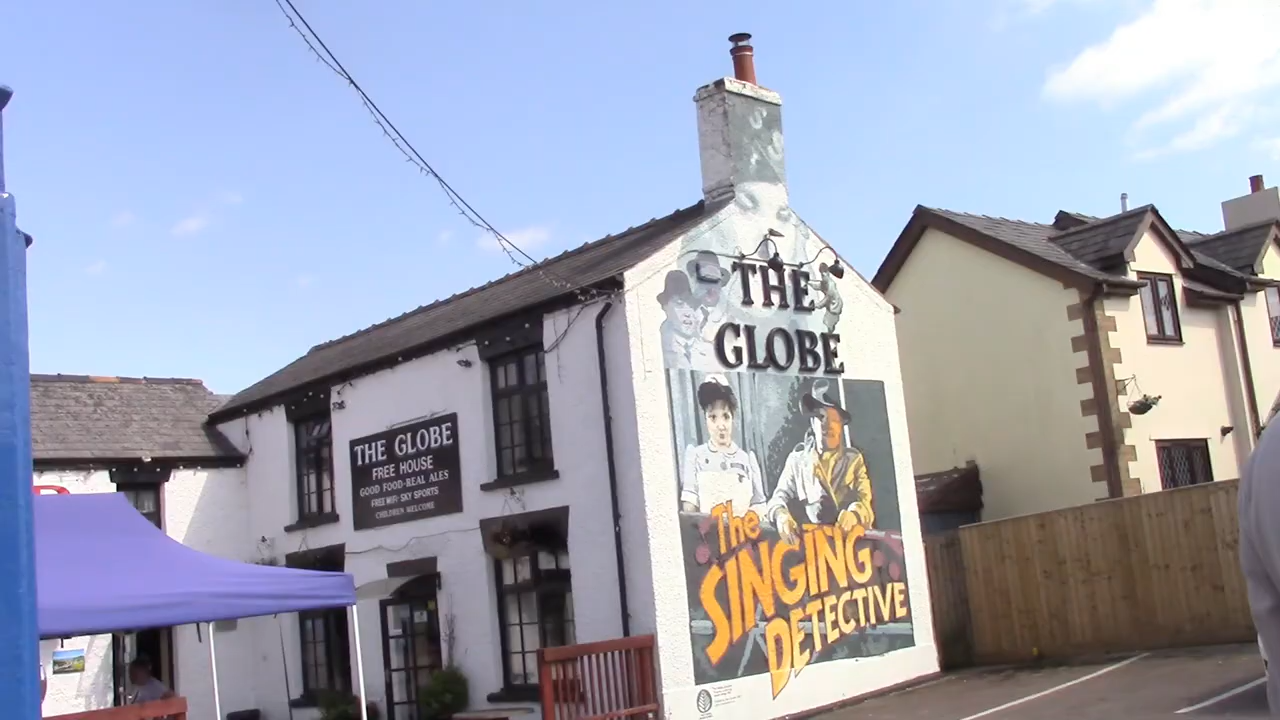 THE GLOBE
FREE HOUSE
GOOD FOOD-REAL ALES
FREE WIFI-SKY SPORTS
CHILDREN WELCOME
THE
GLOBE
The
SINGING
DETECTIVE